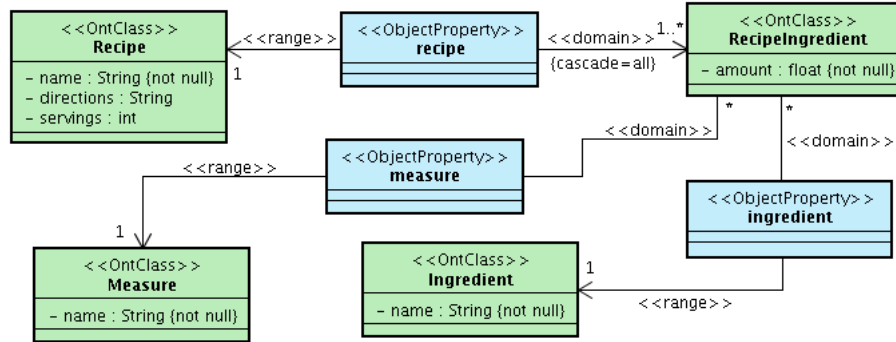 <<OntClass>>
Recipe
- name : String {not null}
- directions : String
- servings : int
<<range>>
1
<<ObjectProperty>>
recipe
<<domain>>
1..*
{cascade=all}
<<OntClass>>
RecipeIngredient
- amount : float {not null}
*
*
<<domain>>
<<domain>>
<<range>>
<<ObjectProperty>>
measure
<<ObjectProperty>>
ingredient
1
<<OntClass>>
Measure
- name : String {not null}
<<OntClass>>
Ingredient
- name : String {not null}
1
<<range>>